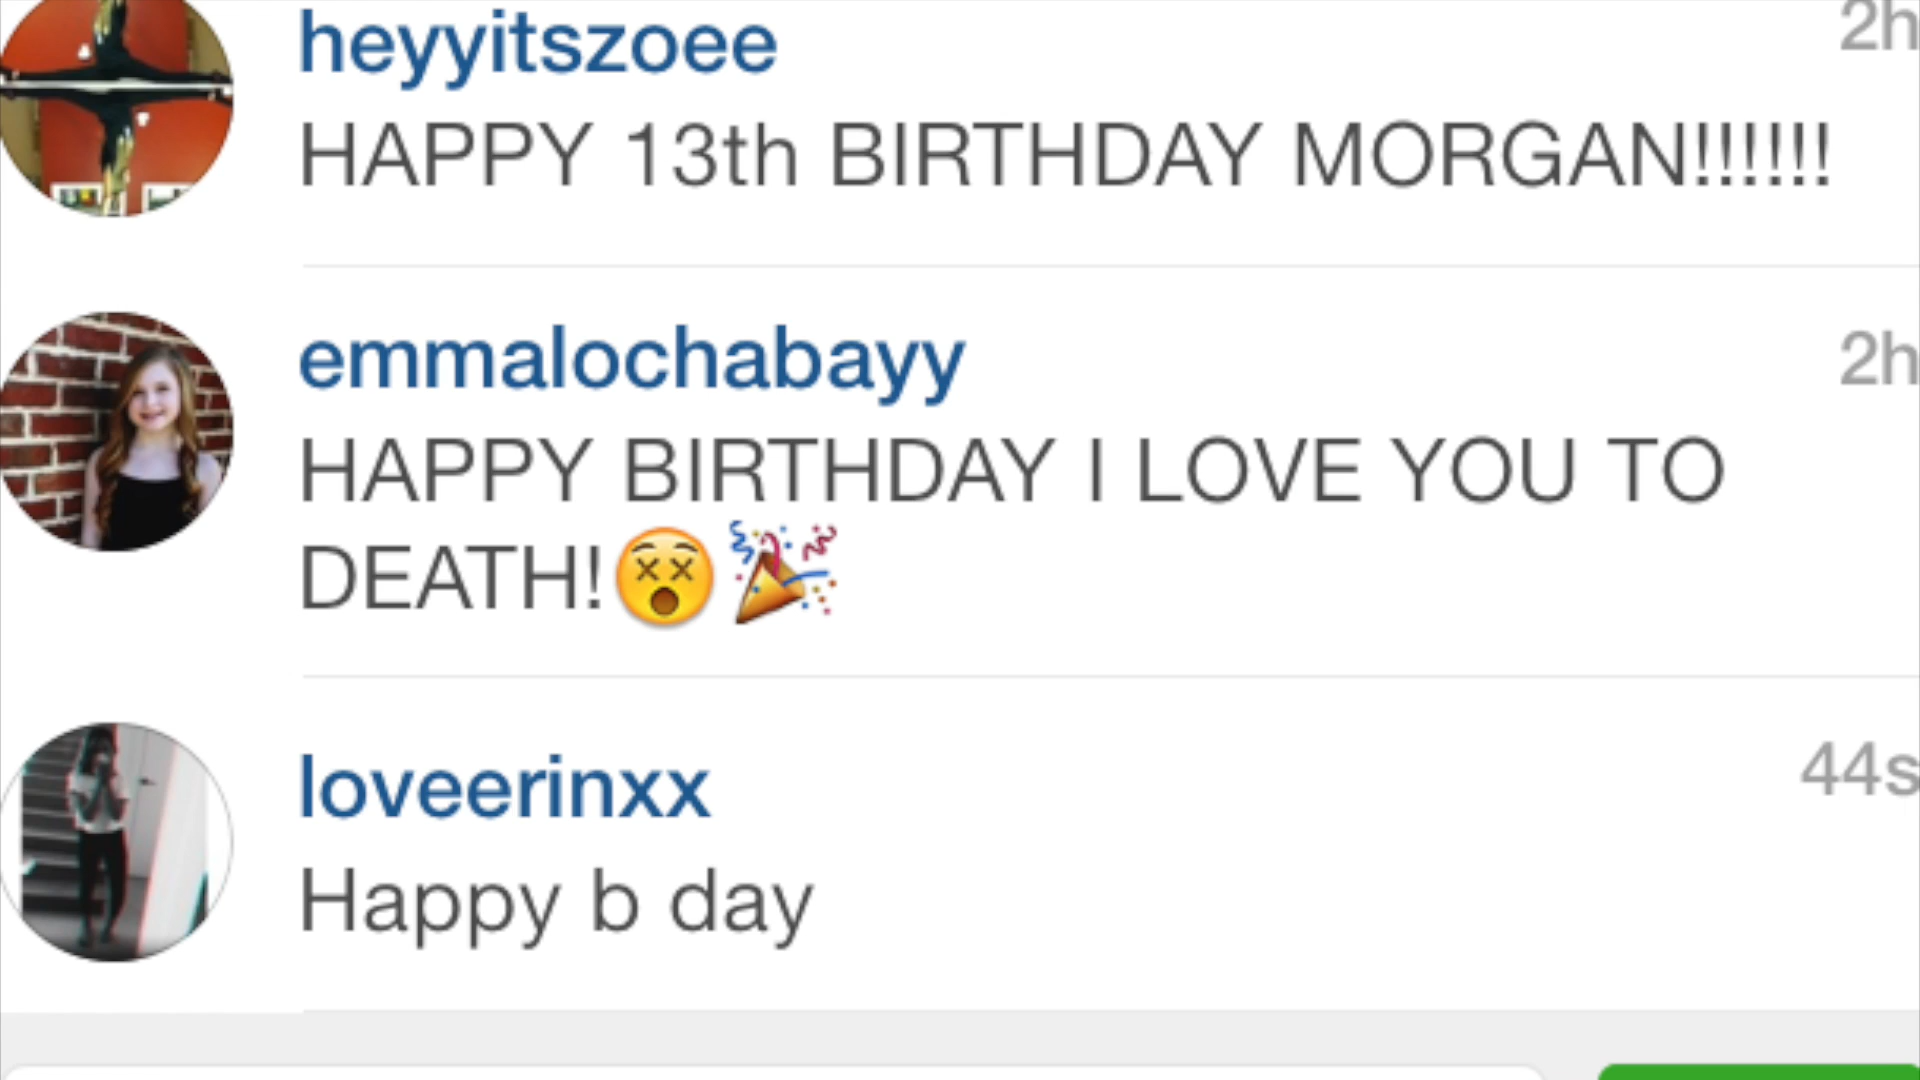 heyyitszoee
2h
HAPPY 13th BIRTHDAY MORGAN!!!!!!
emmalochabayy
2h
HAPPY BIRTHDAY I LOVE YOU TO
DEATH!😵🎉
loveerinxx
44s
Happy b day